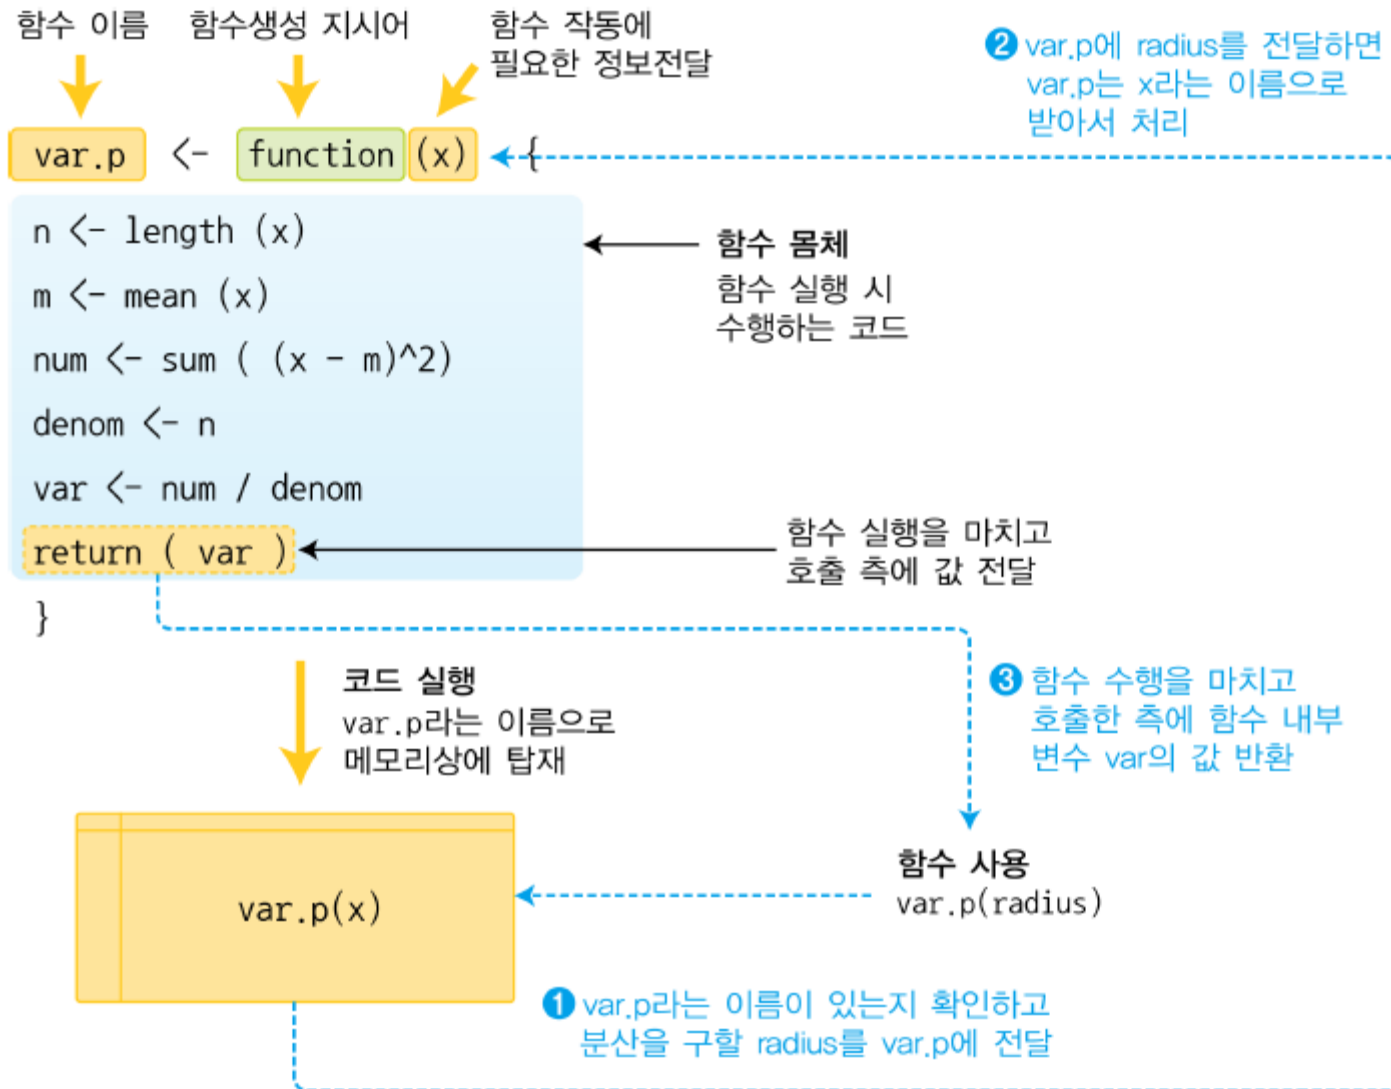 함수 이름
함수생성 지시어
함수 작동에
필요한 정보전달
❷ var.p에 radius를 전달하면
var.p는 x라는 이름으로
받아서 처리
var.p <- function (x) {
n <- length (x)
m <- mean (x)
num <- sum ( (x - m)^2)
denom <- n
var <- num / denom
return ( var )
}
함수 몸체
함수 실행 시
수행하는 코드
함수 실행을 마치고
호출 측에 값 전달
코드 실행
var.p라는 이름으로
메모리상에 탑재
❸ 함수 수행을 마치고
호출한 측에 함수 내부
변수 var의 값 반환
var.p(x)
함수 사용
var.p(radius)
❶ var.p라는 이름이 있는지 확인하고
분산을 구할 radius를 var.p에 전달